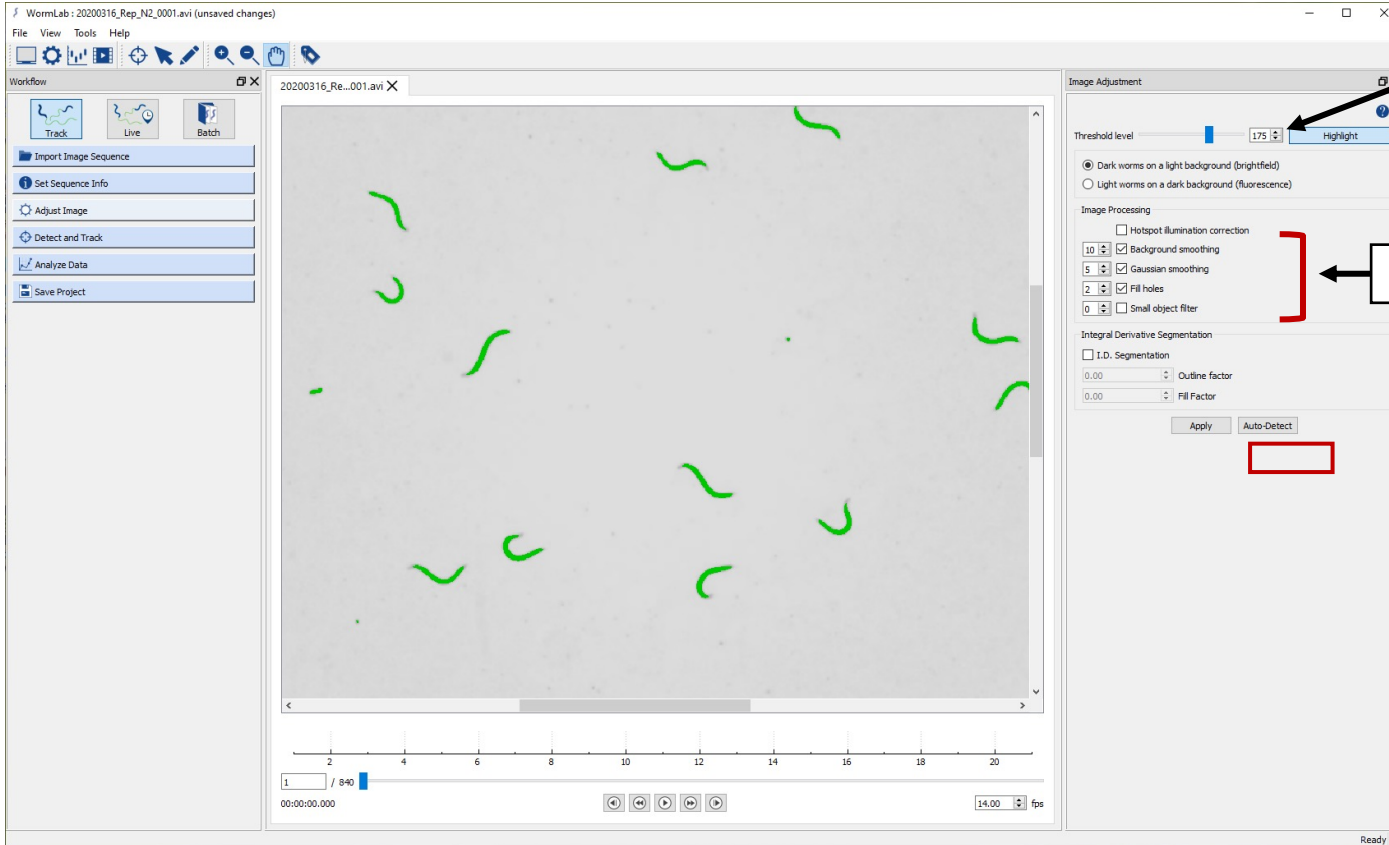 WormLab : 20200316_Rep_N2_0001.avi (unsaved changes)
File View Tools Help
Workflow
Track Live Batch
Import Image Sequence
Set Sequence Info
Adjust Image
Detect and Track
Analyze Data
Save Project
20200316_Re...001.avi
2 4 6 8 10 12 14 16 18 20
1 / 840
00:00:00.000
14.00 fps
Image Adjustment
Threshold level 175 Highlight
Dark worms on a light background (brightfield)
Light worms on a dark background (fluorescence)
Image Processing
Hotspot illumination correction
10 Background smoothing
5 Gaussian smoothing
2 Fill holes
0 Small object filter
Integral Derivative Segmentation
I.D. Segmentation
0.00 Outline factor
0.00 Fill Factor
Apply Auto-Detect
Ready